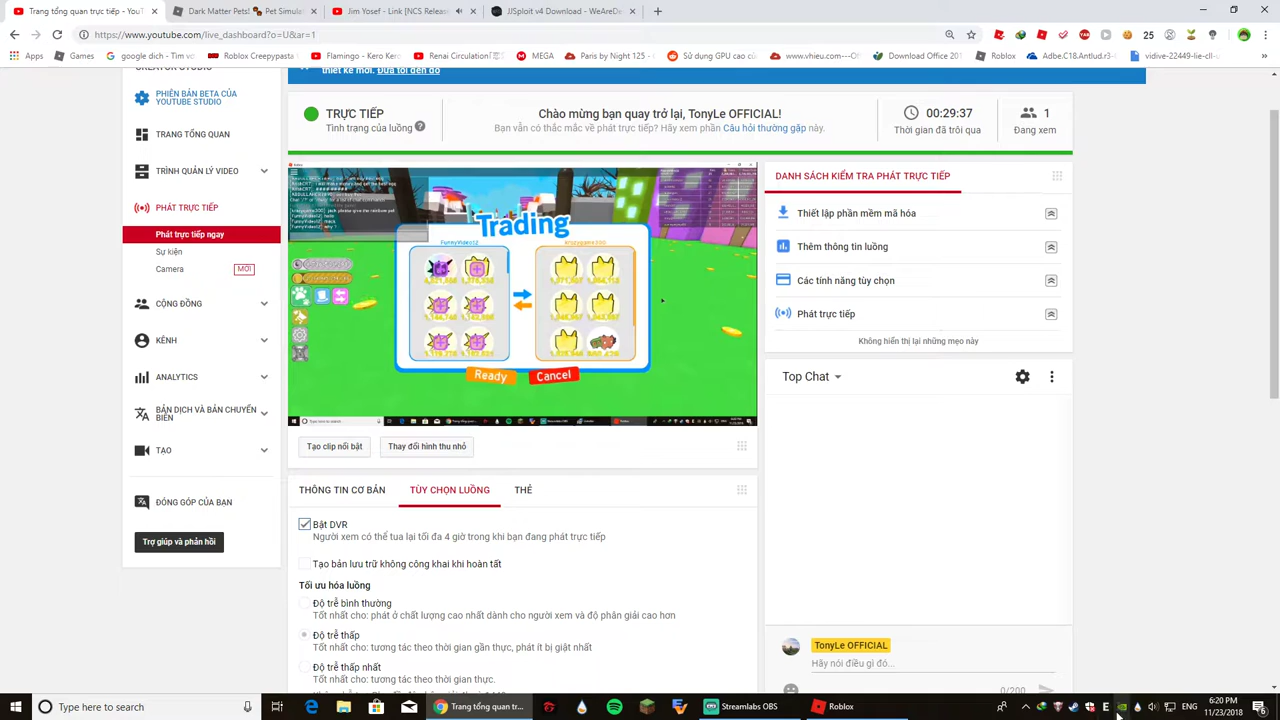 Trang tổng quan trực tiếp - YouTu
Dark Matter Pets!
Pet Simulat
Jim Yosef - Link [NCS Releas
JJSploit v4 Download - WeAreDe
https://www.youtube.com/live_dashboard?o=U&ar=1
25
Apps
Games
google dich - Tìm vớ
Roblox Creepypasta W
Flamingo - Kero Kero
Renai Circulation
MEGA
Paris by Night 125 -
Sử dụng GPU cao củ
www.vhieu.com
Download Office 201
Roblox
Adbe.C18.Antlud.r3-C
vidive-22449-lie-cll-
CREATOR STUDIO
PHIÊN BẢN BETA CỦA
YOUTUBE STUDIO
TRANG TỔNG QUAN
TRÌNH QUẢN LÝ VIDEO
PHÁT TRỰC TIẾP
Phát trực tiếp ngay
Sự kiện
Camera
MỚI
CỘNG ĐỒNG
KÊNH
ANALYTICS
BẢN DỊCH VÀ BẢN CHUYỂN
BIÊN
TẠO
ĐÓNG GÓP CỦA BẠN
Trợ giúp và phản hồi
thiết kế mới. Đưa tôi đến đó
TRỰC TIẾP
Tình trạng của luồng
Chào mừng bạn quay trở lại, TonyLe OFFICIAL!
Bạn vẫn có thắc mắc về phát trực tiếp? Hãy xem phần Câu hỏi thường gặp này.
00:29:37
Thời gian đã trôi qua
1
Đang xem
Trading
FunnyVideo12
Ready
Cancel
Tạo clip nổi bật
Thay đổi hình thu nhỏ
THÔNG TIN CƠ BẢN
TÙY CHỌN LUỒNG
THẺ
Bật DVR
Người xem có thể tua lại tối đa 4 giờ trong khi bạn đang phát trực tiếp
Tạo bản lưu trữ không công khai khi hoàn tất
Tối ưu hóa luồng
Độ trễ bình thường
Tốt nhất cho: phát ở chất lượng cao nhất dành cho người xem và độ phân giải cao hơn
Độ trễ thấp
Tốt nhất cho: tương tác theo thời gian gần thực, phát ít bị giật nhất
Độ trễ thấp nhất
Tốt nhất cho: tương tác theo thời gian thực.
DANH SÁCH KIỂM TRA PHÁT TRỰC TIẾP
Thiết lập phần mềm mã hóa
Thêm thông tin luồng
Các tính năng tùy chọn
Phát trực tiếp
Không hiển thị lại những mẹo này
Top Chat
TonyLe OFFICIAL
Hãy nói điều gì đó...
0/200
Type here to search
Trang tổng quan tr...
Streamlabs OBS
Roblox
ENG
6:20 PM
11/23/2018